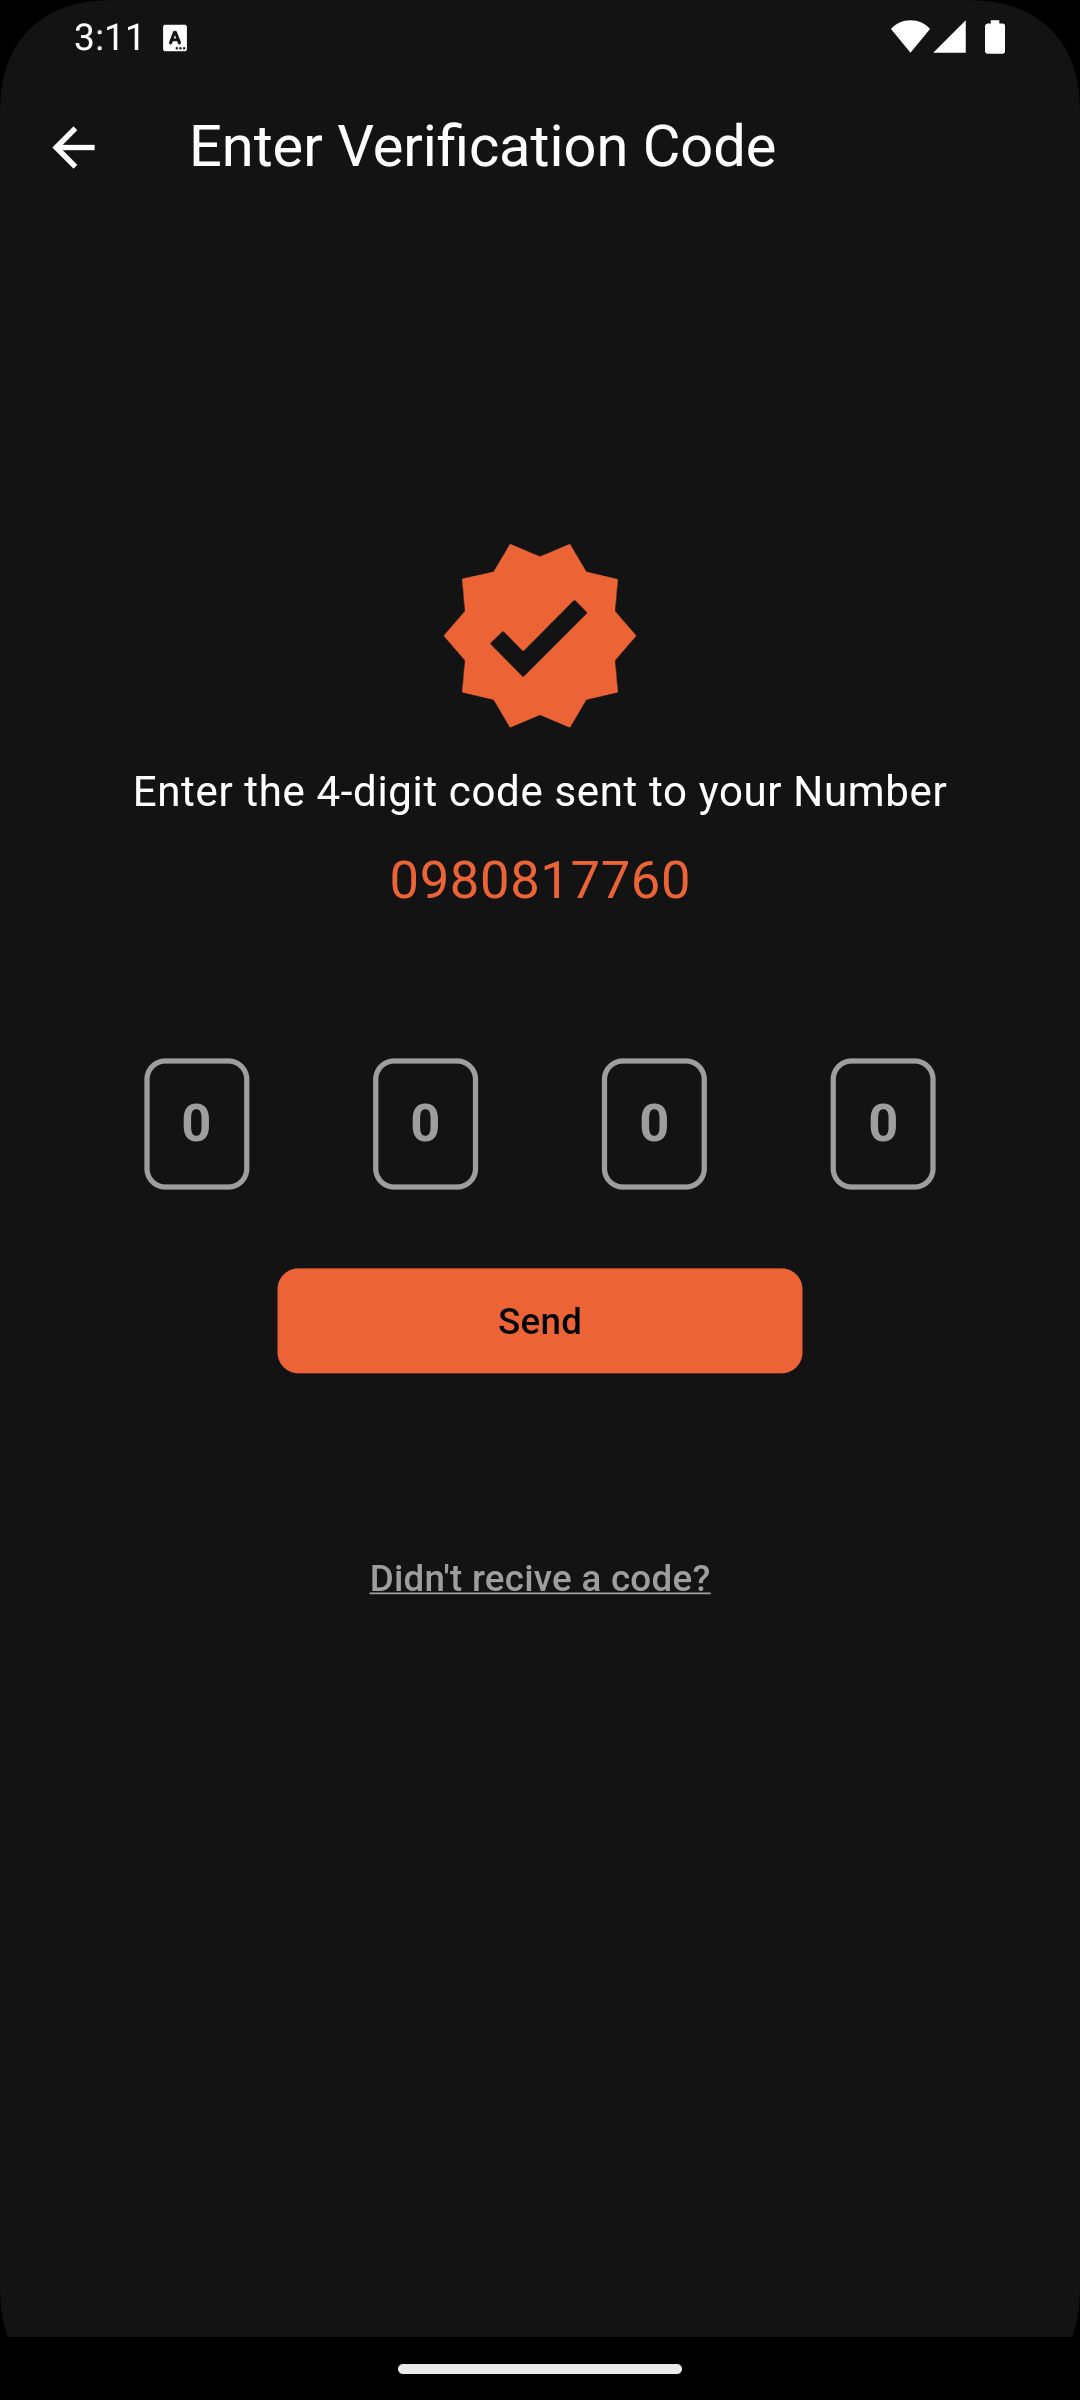 3:11 A
Enter Verification Code
Enter the 4-digit code sent to your Number
0980817760
0 0 0 0
Send
Didn't recive a code?